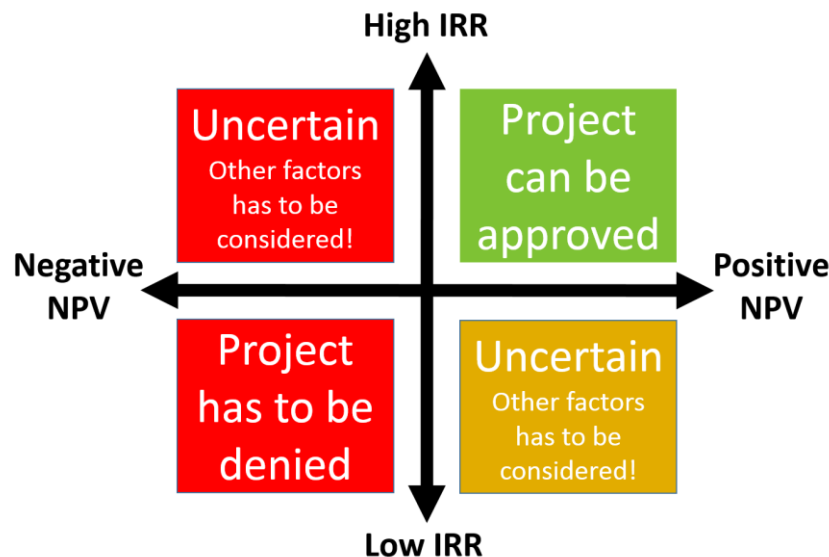 High IRR
Uncertain
Other factors
has to be
considered!
Project
can be
approved
Negative
NPV
Positive
NPV
Project
has to be
denied
Uncertain
Other factors
has to be
considered!
Low IRR